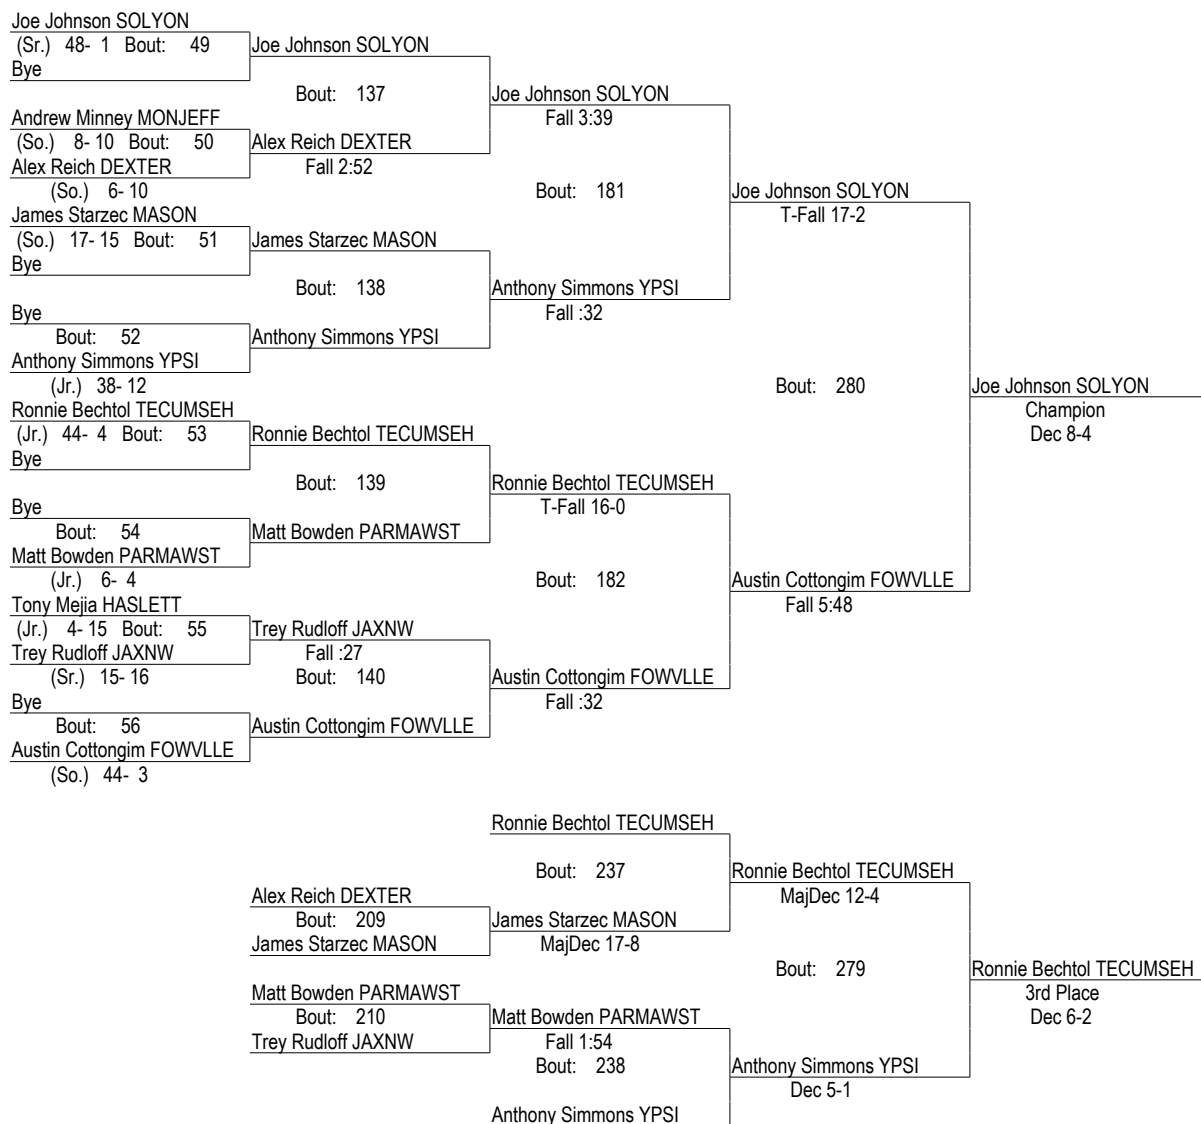 Joe Johnson SOLYON
(Sr.) 48- 1 Bout: 49
Bye
Joe Johnson SOLYON
Bout: 137
Andrew Minney MONJEFF
(So.) 8- 10 Bout: 50
Alex Reich DEXTER
(So.) 6- 10
Alex Reich DEXTER
Fall 2:52
Joe Johnson SOLYON
Fall 3:39
Bout: 181
James Starzec MASON
(So.) 17- 15 Bout: 51
Bye
James Starzec MASON
Bout: 138
Bye
Bout: 52
Anthony Simmons YPSI
(Jr.) 38- 12
Anthony Simmons YPSI
Anthony Simmons YPSI
Fall :32
Joe Johnson SOLYON
T-Fall 17-2
Bout: 280
Ronnie Bechtol TECUMSEH
(Jr.) 44- 4 Bout: 53
Bye
Ronnie Bechtol TECUMSEH
Bout: 139
Bye
Bout: 54
Matt Bowden PARMAWST
(Jr.) 6- 4
Matt Bowden PARMAWST
Ronnie Bechtol TECUMSEH
T-Fall 16-0
Bout: 182
Tony Mejia HASLETT
(Jr.) 4- 15 Bout: 55
Trey Rudloff JAXNW
(Sr.) 15- 16
Trey Rudloff JAXNW
Fall :27
Bout: 140
Bye
Bout: 56
Austin Cottongim FOWVLLE
(So.) 44- 3
Austin Cottongim FOWVLLE
Austin Cottongim FOWVLLE
Fall :32
Austin Cottongim FOWVLLE
Fall 5:48
Joe Johnson SOLYON
Champion
Dec 8-4
Ronnie Bechtol TECUMSEH
Bout: 237
Alex Reich DEXTER
Bout: 209
James Starzec MASON
James Starzec MASON
MajDec 17-8
Ronnie Bechtol TECUMSEH
MajDec 12-4
Bout: 279
Matt Bowden PARMAWST
Bout: 210
Trey Rudloff JAXNW
Matt Bowden PARMAWST
Fall 1:54
Bout: 238
Anthony Simmons YPSI
Anthony Simmons YPSI
Dec 5-1
Ronnie Bechtol TECUMSEH
3rd Place
Dec 6-2